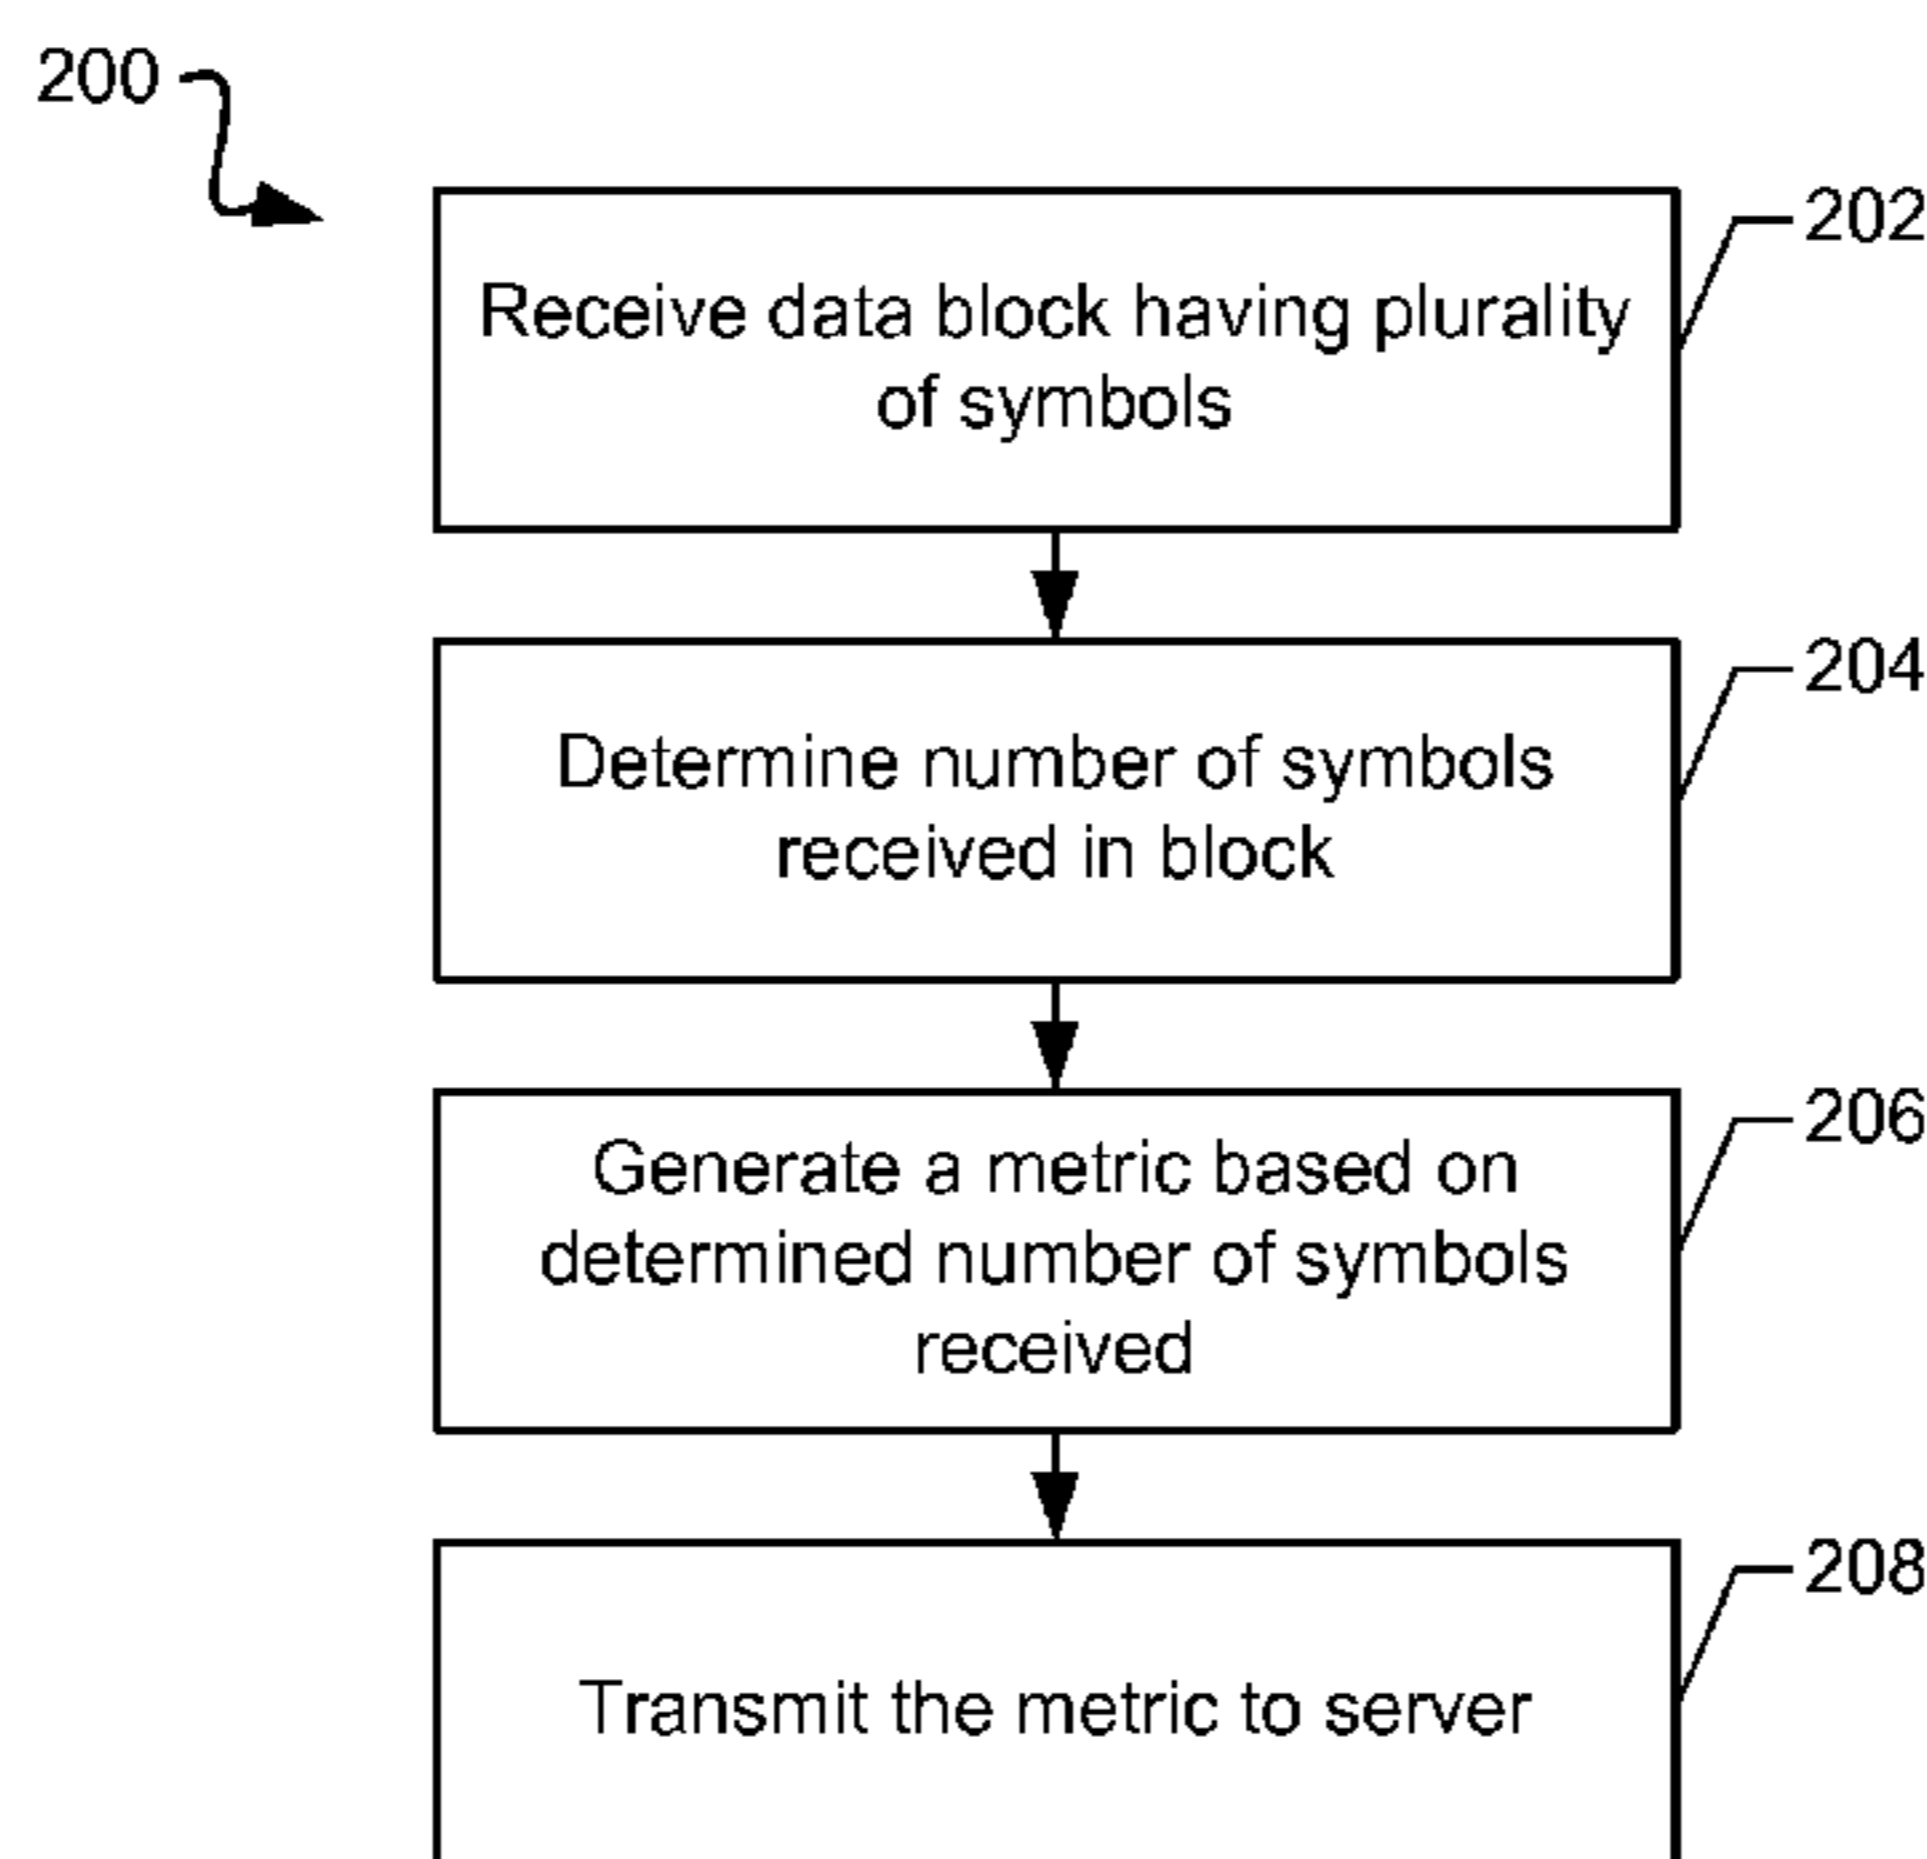 200
202
Receive data block having plurality
of symbols
204
Determine number of symbols
received in block
206
Generate a metric based on
determined number of symbols
received
208
Transmit the metric to server